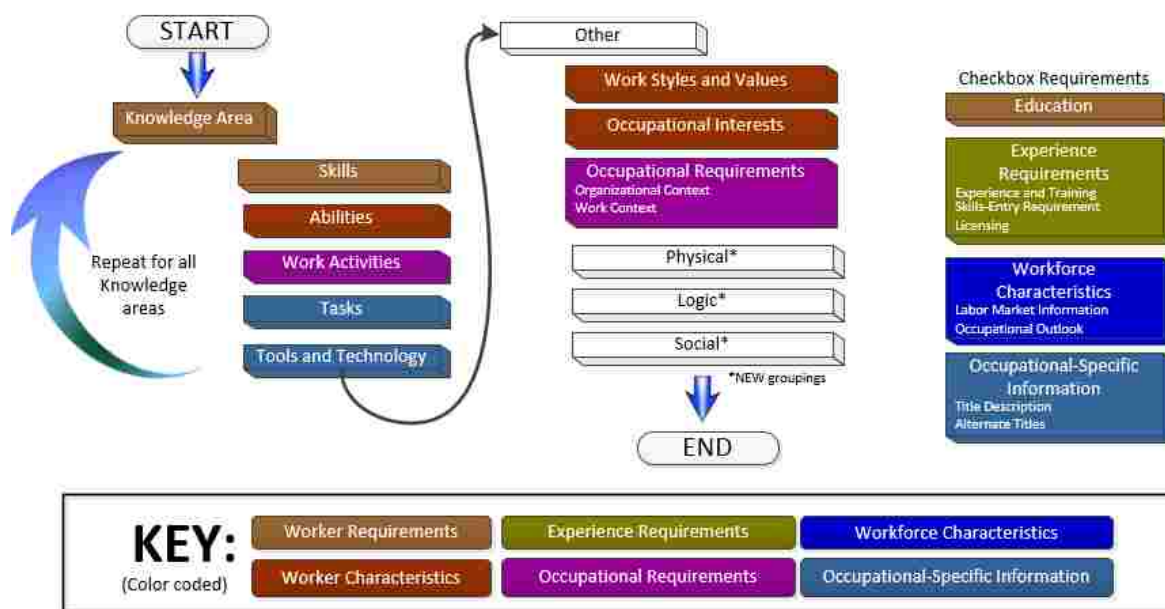 START
Knowledge Area
Skills
Abilities
Work Activities
Tasks
Tools and Technology
Repeat for all
Knowledge
areas
Other
Work Styles and Values
Occupational Interests
Occupational Requirements
Organizational Context
Work Context
Physical*
Logic*
Social*
*NEW groupings
END
Checkbox Requirements
Education
Experience
Requirements
Experience and Training
Skills-Entry Requirement
Licensing
Workforce
Characteristics
Labor Market Information
Occupational Outlook
Occupational-Specific
Information
Title Description
Alternate Titles
KEY:
(Color coded)
Worker Requirements
Experience Requirements
Workforce Characteristics
Worker Characteristics
Occupational Requirements
Occupational-Specific Information